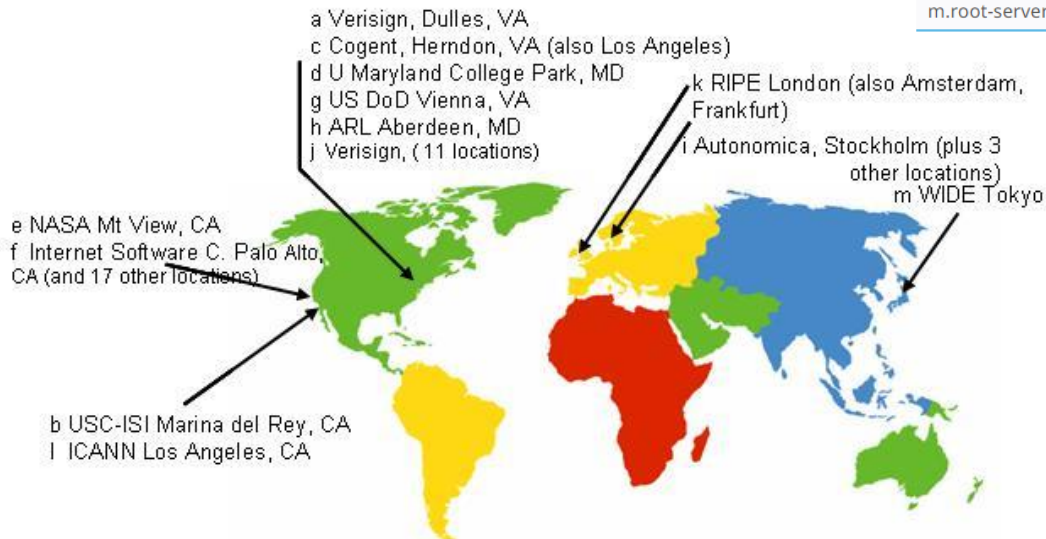 m.root-server
a Verisign, Dulles, VA
c Cogent, Herndon, VA (also Los Angeles)
d U Maryland College Park, MD
g US DoD Vienna, VA
h ARL Aberdeen, MD
j Verisign, ( 11 locations)
k RIPE London (also Amsterdam,
Frankfurt)
i Autonomica, Stockholm (plus 3
other locations)
m WIDE Tokyo
e NASA Mt View, CA
f Internet Software C. Palo Alto,
CA (and 17 other locations)
b USC-ISI Marina del Rey, CA
l ICANN Los Angeles, CA